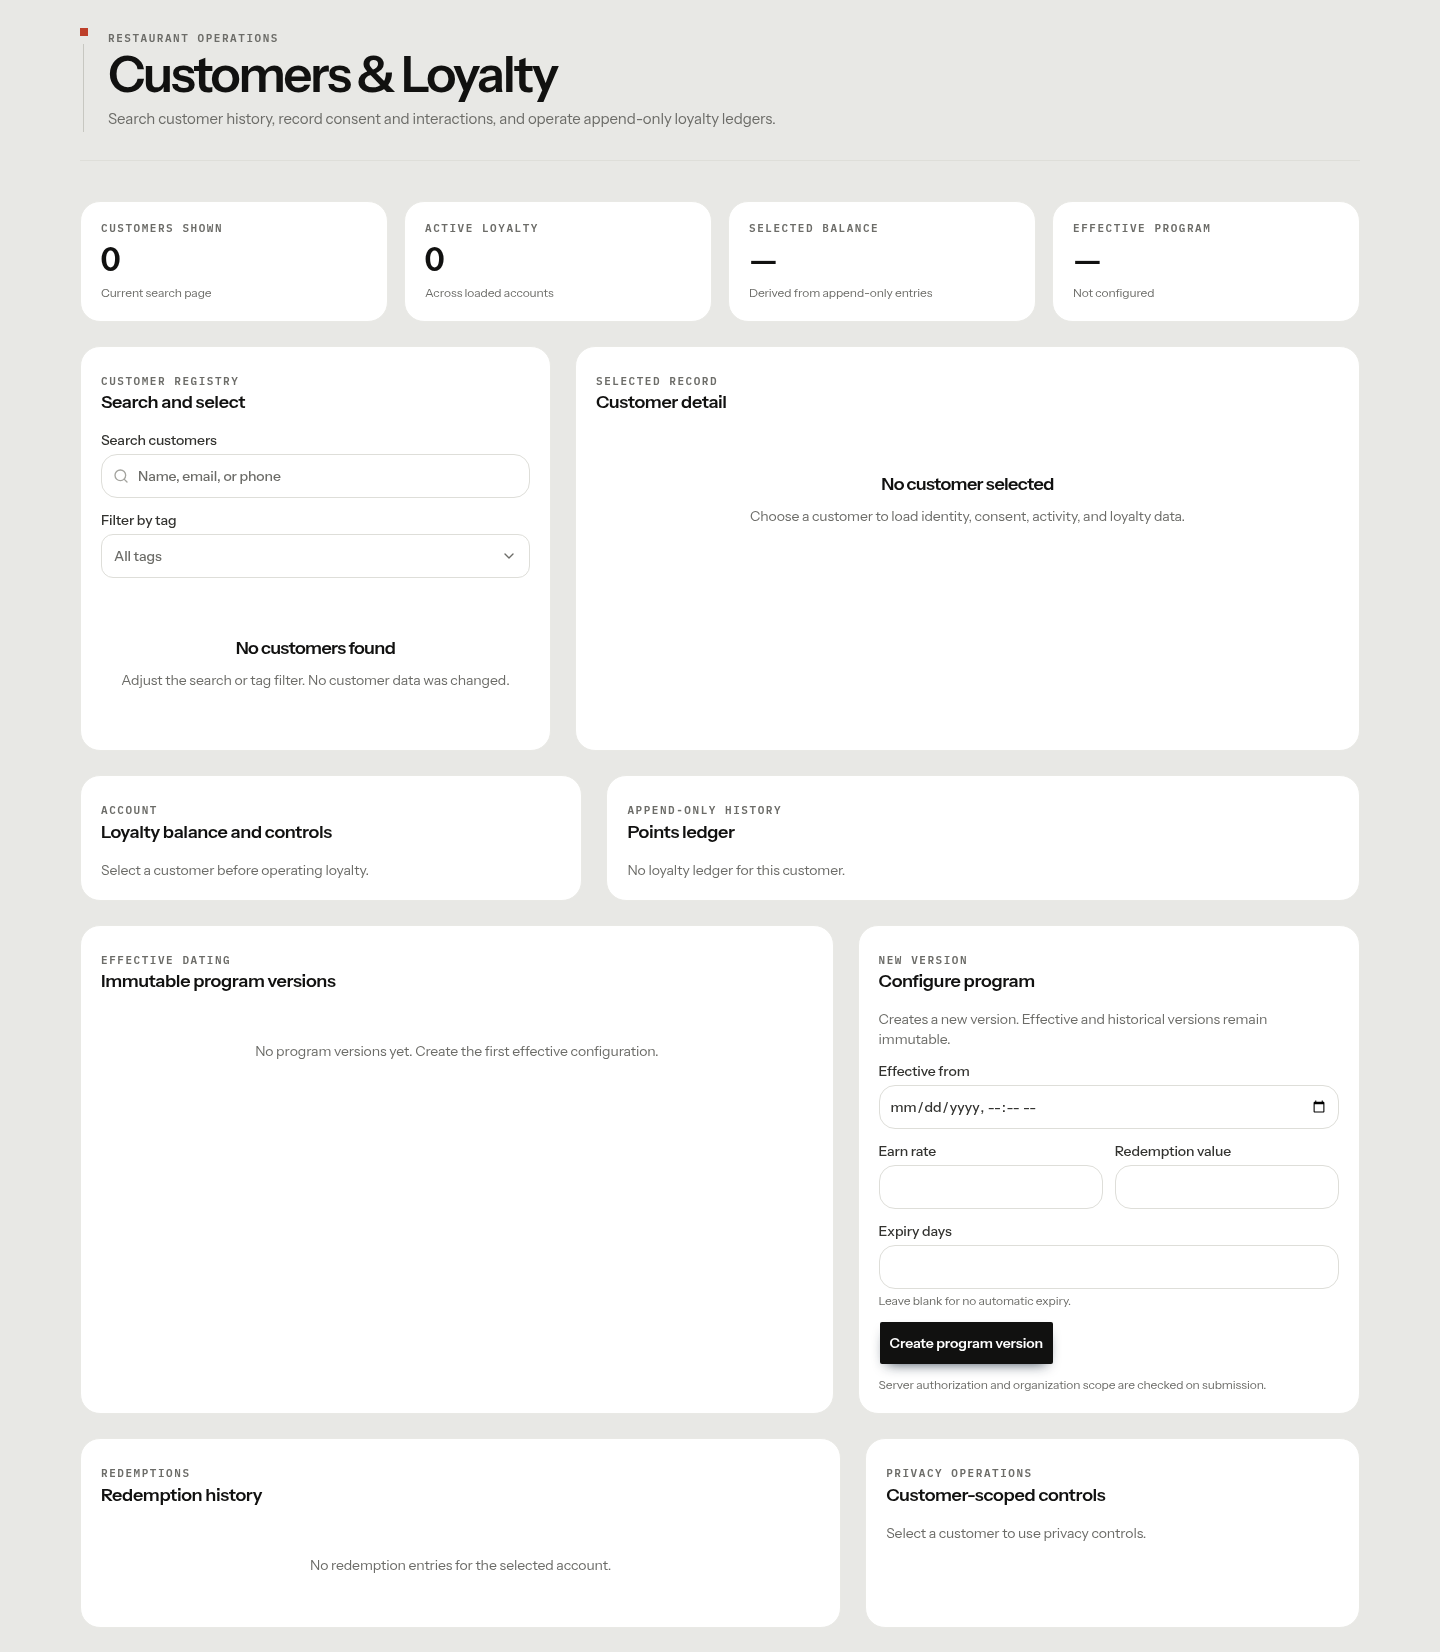 RESTAURANT OPERATIONS
Customers & Loyalty
Search customer history, record consent and interactions, and operate append-only loyalty ledgers.
CUSTOMERS SHOWN
0
Current search page
ACTIVE LOYALTY
0
Across loaded accounts
SELECTED BALANCE
—
Derived from append-only entries
EFFECTIVE PROGRAM
—
Not configured
CUSTOMER REGISTRY
Search and select
Search customers
Name, email, or phone
Filter by tag
All tags
No customers found
Adjust the search or tag filter. No customer data was changed.
SELECTED RECORD
Customer detail
No customer selected
Choose a customer to load identity, consent, activity, and loyalty data.
ACCOUNT
Loyalty balance and controls
Select a customer before operating loyalty.
APPEND-ONLY HISTORY
Points ledger
No loyalty ledger for this customer.
EFFECTIVE DATING
Immutable program versions
No program versions yet. Create the first effective configuration.
NEW VERSION
Configure program
Creates a new version. Effective and historical versions remain
immutable.
Effective from
mm/dd/yyyy, --:-- --
Earn rate
Redemption value
Expiry days
Leave blank for no automatic expiry.
Create program version
Server authorization and organization scope are checked on submission.
REDEMPTIONS
Redemption history
No redemption entries for the selected account.
PRIVACY OPERATIONS
Customer-scoped controls
Select a customer to use privacy controls.